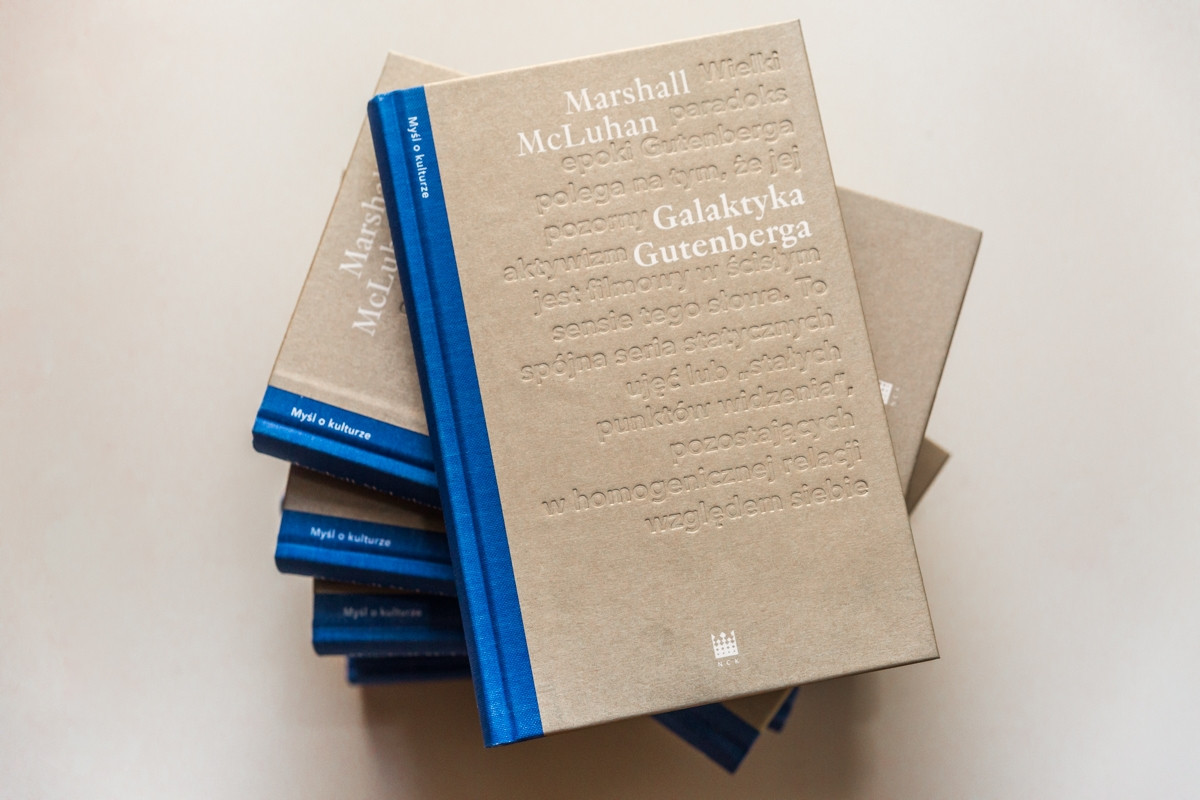 Marshall Wielki
McLuhan paradoks
epoki Gutenberga
polega na tym, że jej
pozorny Galaktyka
aktywizm Gutenberga
jest filmowy w ścisłym
sensie tego słowa. To
spójna seria statycznych
ujęć lub „stałych
punktów widzenia”,
pozostających
w homogenicznej relacji
względem siebie
NCK
Myśl o kulturze
Marshal
McLuh
Myśl o kulturze
Myśl o kulturze
Myśl o kulturze